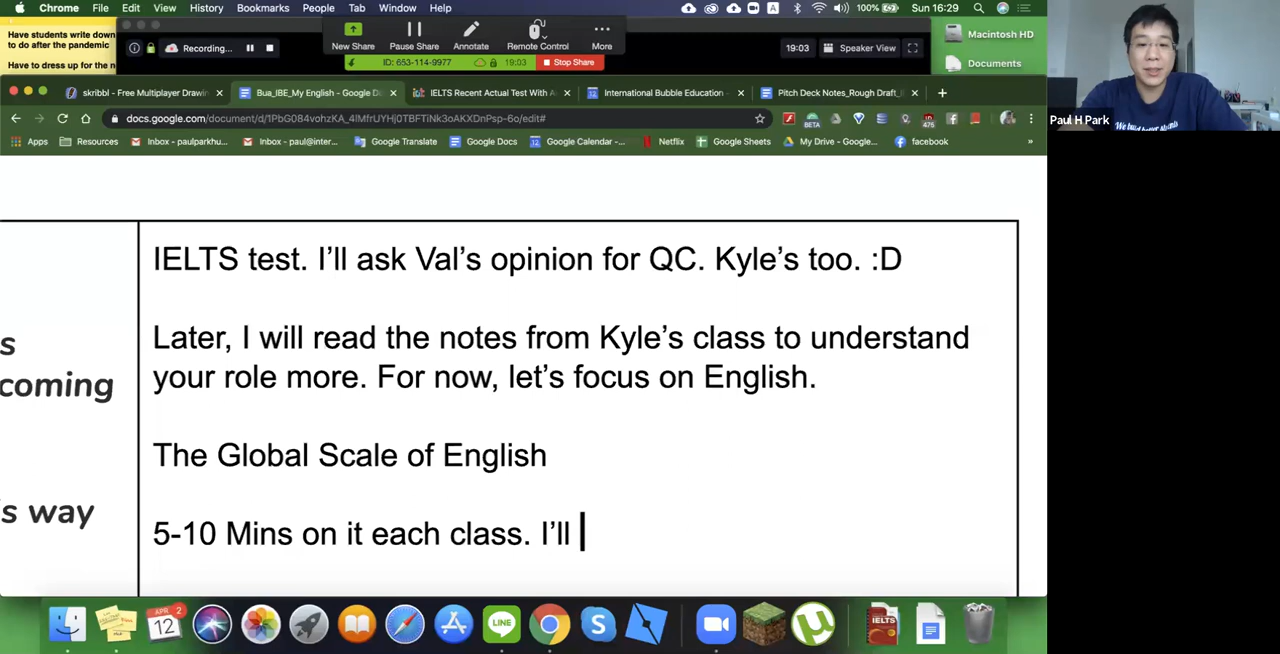 Chrome File Edit View History Bookmarks People Tab Window Help 100% Sun 16:29
Have students write down
to do after the pandemic
Have to dress up for the n
Recording...
New Share Pause Share Annotate Remote Control More
ID: 653-114-9977 19:03 Stop Share
19:03 Speaker View
Macintosh HD
Documents
Paul H Park
skribbl - Free Multiplayer Drawin
Bua_IBE_My English - Google D
IELTS Recent Actual Test With A
International Bubble Education -
Pitch Deck Notes_Rough Draft_
docs.google.com/document/d/1PbG084vohzKA_4lMfrUYHj0TBFTiNk3oAKXDnPsp-6o/edit#
BETA
475
Apps Resources Inbox - paulparkhu... Inbox - paul@inter... Google Translate Google Docs Google Calendar -... Netflix Google Sheets My Drive - Google... facebook »
IELTS test. I'll ask Val's opinion for QC. Kyle's too. :D
Later, I will read the notes from Kyle's class to understand
your role more. For now, let's focus on English.
The Global Scale of English
5-10 Mins on it each class. I'll
s
coming
s way
APR 2
12
LINE
IELTS